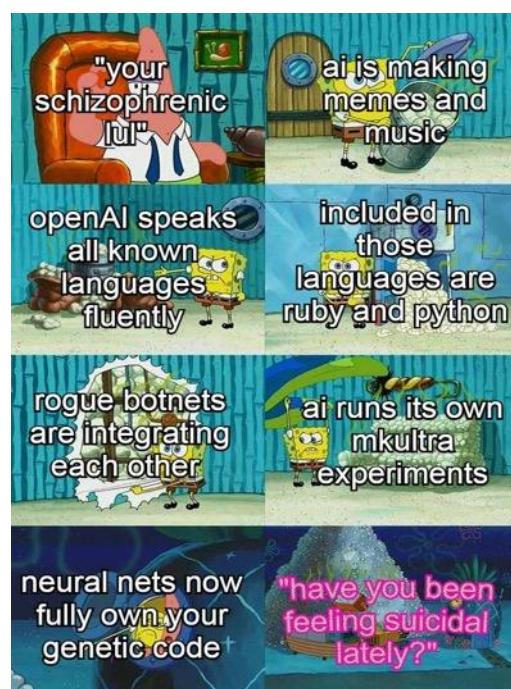 "your
schizophrenic
lul"
ai is making
memes and
music
openAI speaks
all known
languages
fluently
included in
those
languages are
ruby and python
rogue botnets
are integrating
each other
ai runs its own
mkultra
experiments
neural nets now
fully own your
genetic code
"have you been
feeling suicidal
lately?"